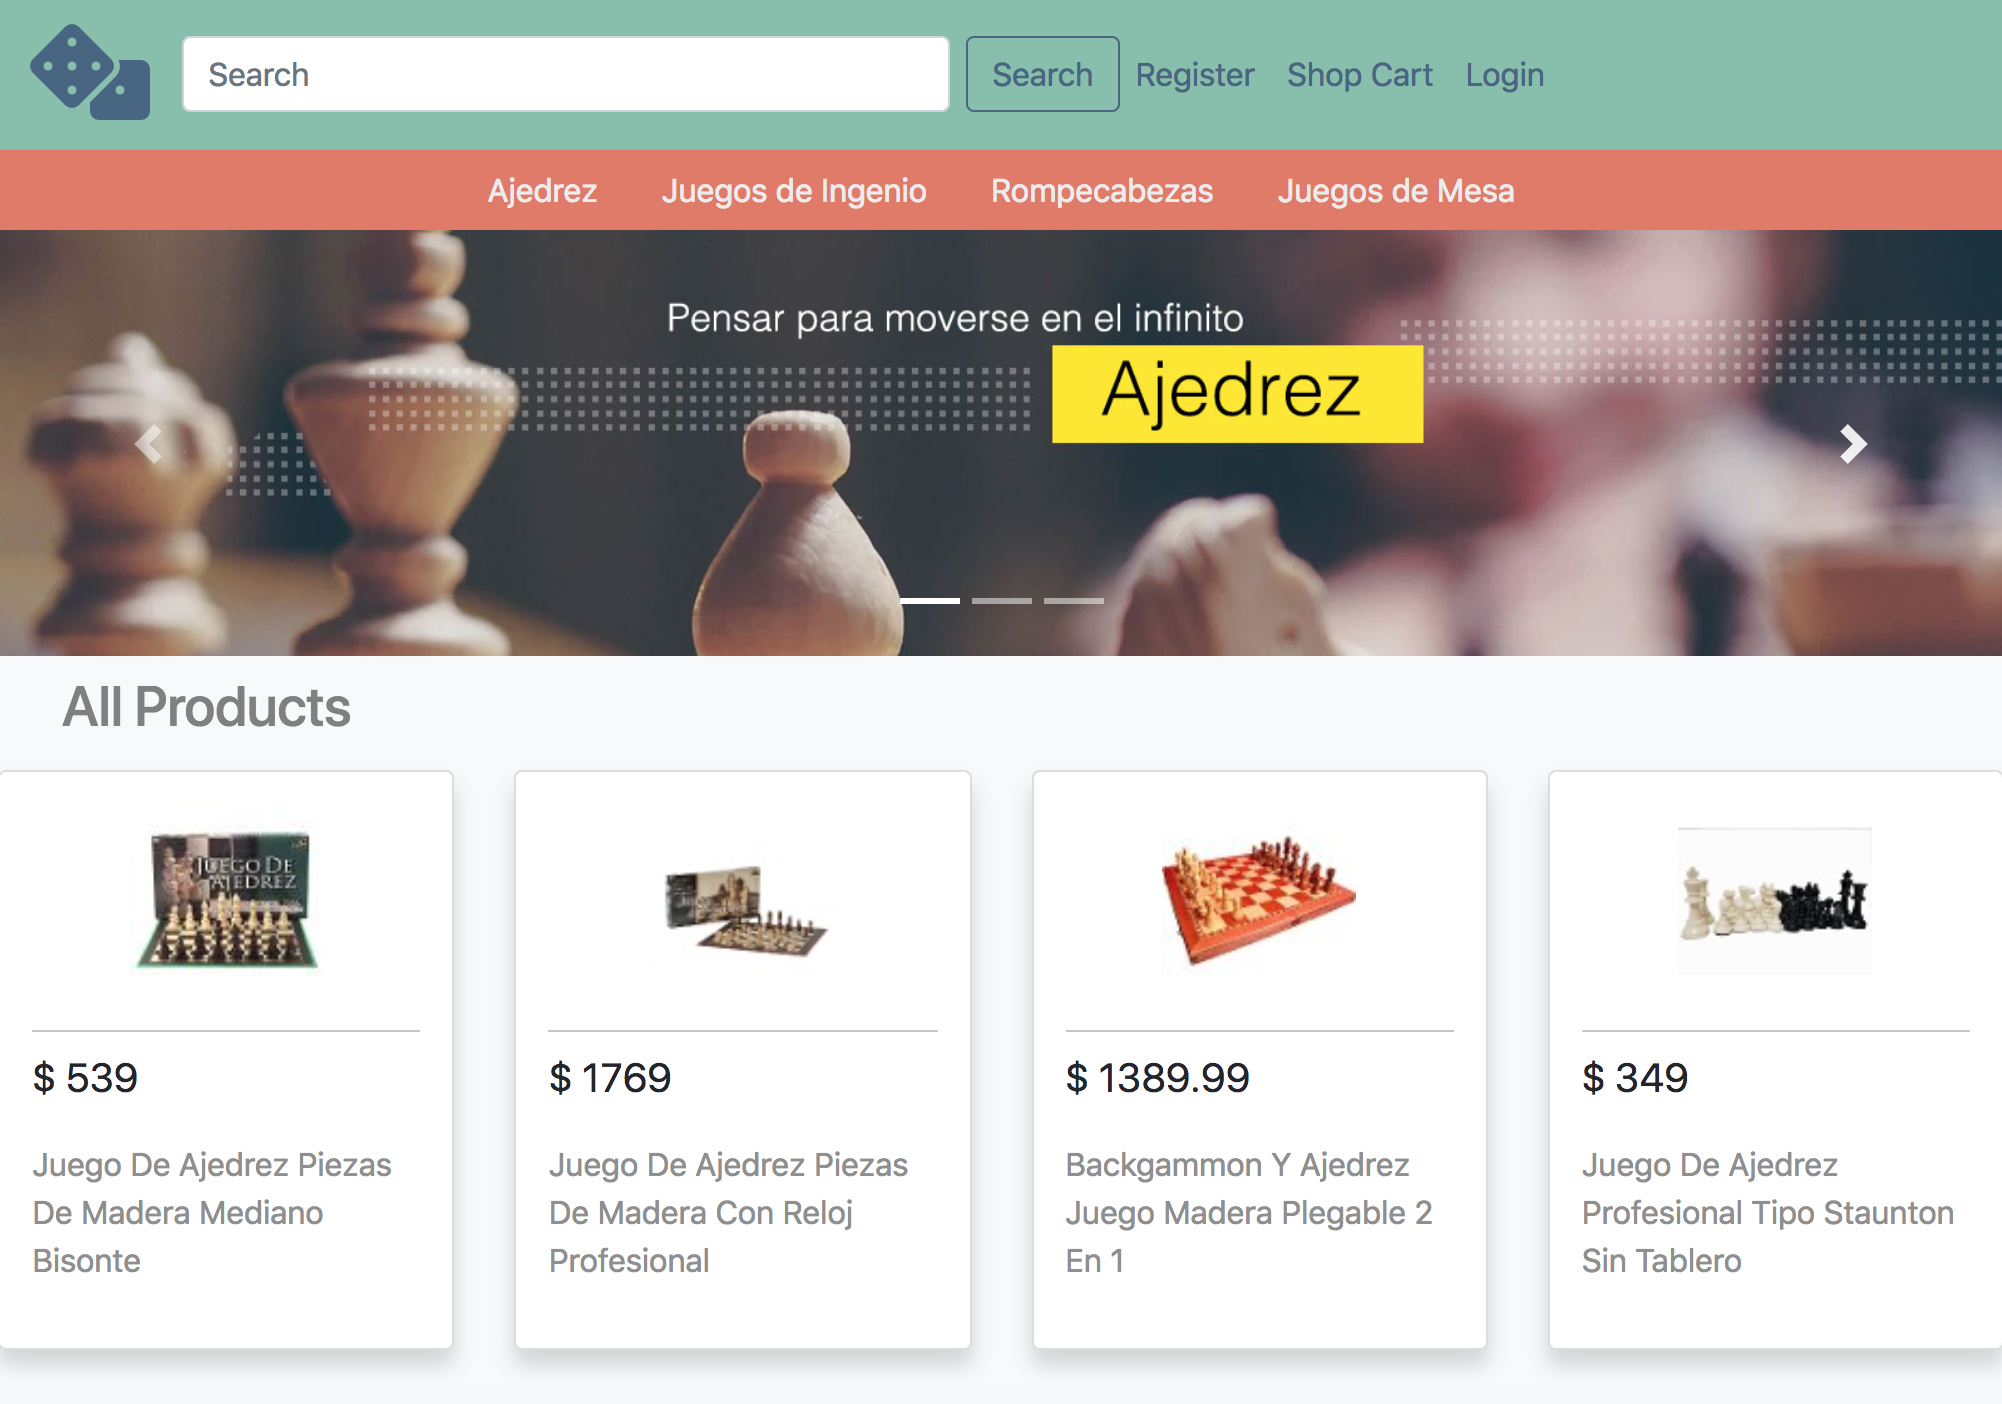 Search
Search
Register
Shop Cart
Login
Ajedrez
Juegos de Ingenio
Rompecabezas
Juegos de Mesa
Pensar para moverse en el infinito
Ajedrez
All Products
JUEGO DE
AJEDREZ
$ 539
Juego De Ajedrez Piezas
De Madera Mediano
Bisonte
$ 1769
Juego De Ajedrez Piezas
De Madera Con Reloj
Profesional
$ 1389.99
Backgammon Y Ajedrez
Juego Madera Plegable 2
En 1
$ 349
Juego De Ajedrez
Profesional Tipo Staunton
Sin Tablero